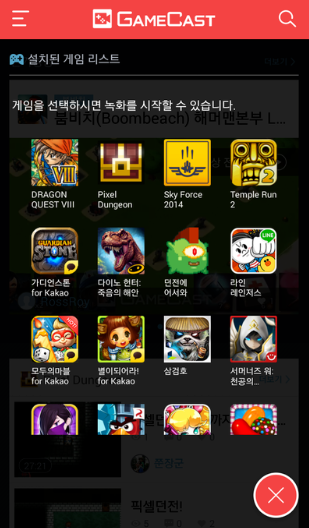 GAMECAST
설치된 게임 리스트
더보기
게임을 선택하시면 녹화를 시작할 수 있습니다.
붐비치(Boombeach) 해머맨본부 L...
DRAGON
QUEST VIII
Pixel
Dungeon
Sky Force
2014
Temple Run
2
가디언스톤
for Kakao
다이노 헌터:
죽음의 해안
던전에
어서와
라인
레인저스
모두의마블
for Kakao
별이되어라!
for Kakao
삼검호
서머너즈 워:
천공의...
27:21
픽셀던전!